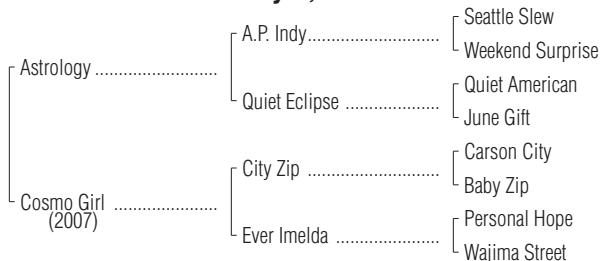 Seattle Slew
A.P. Indy
Weekend Surprise
Astrology
Quiet American
Quiet Eclipse
June Gift
Carson City
City Zip
Baby Zip
Cosmo Girl
(2007)
Personal Hope
Ever Imelda
Wajima Street